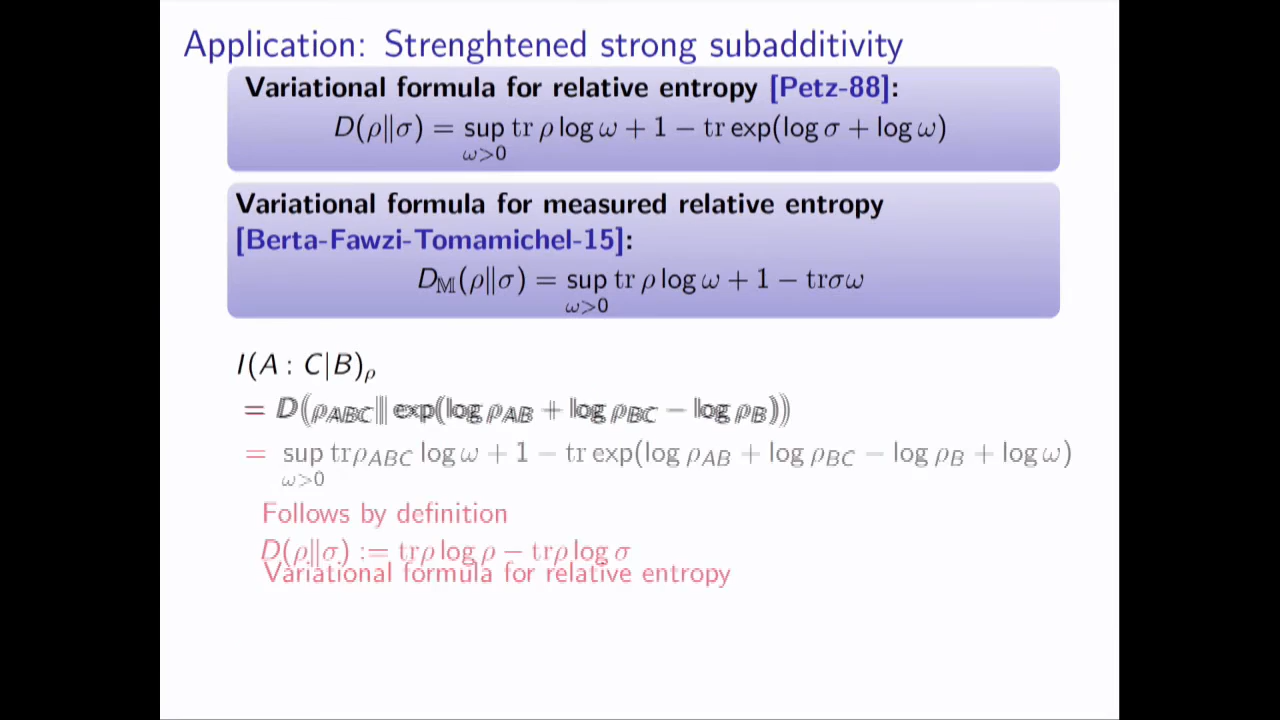 Application: Strenghtened strong subadditivity
Variational formula for relative entropy [Petz-88]:
D(ρ‖σ) = sup tr ρ log ω + 1 − tr exp(log σ + log ω)
ω>0
Variational formula for measured relative entropy
[Berta-Fawzi-Tomamichel-15]:
D_𝕄(ρ‖σ) = sup tr ρ log ω + 1 − trσω
ω>0
I(A : C|B)_ρ
= D(ρ_ABC‖exp(log ρ_AB + log ρ_BC − log ρ_B))
= sup trρ_ABC log ω + 1 − tr exp(log ρ_AB + log ρ_BC − log ρ_B + log ω)
ω>0
Follows by definition
D(ρ‖σ) := trρ log ρ − trρ log σ
Variational formula for relative entropy